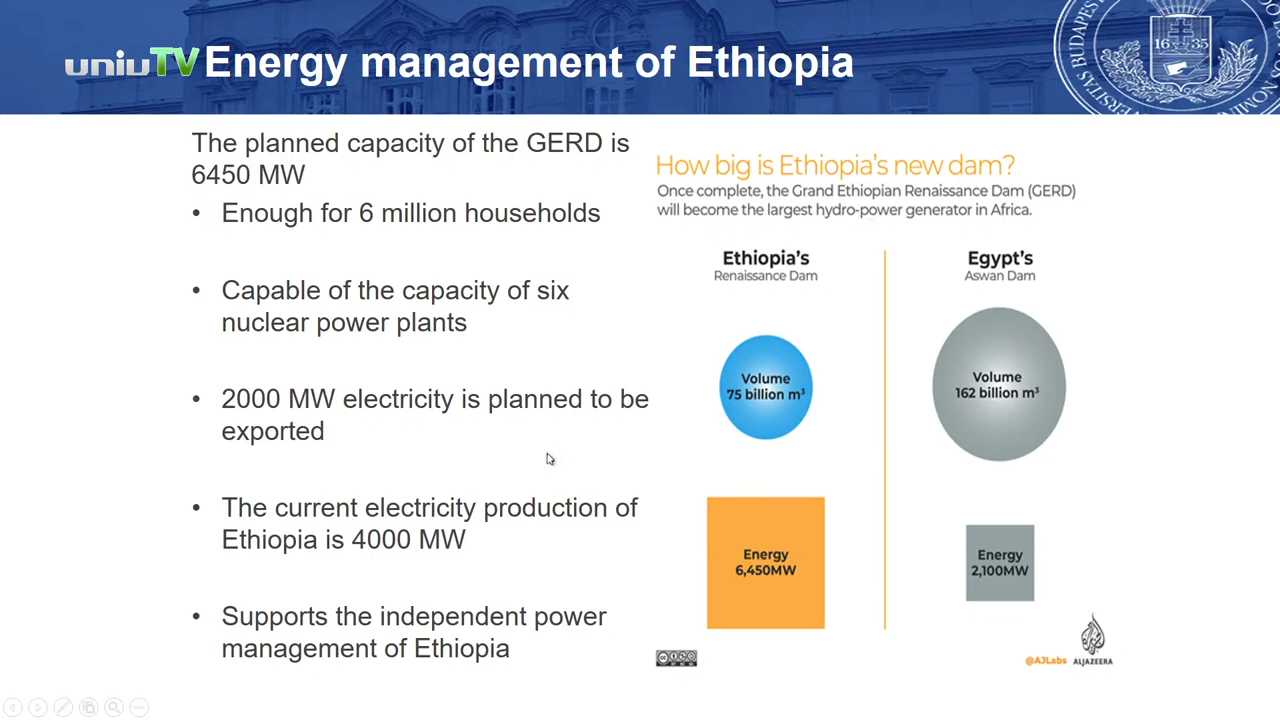 uniuTV Energy management of Ethiopia
16 35
The planned capacity of the GERD is
6450 MW
• Enough for 6 million households
• Capable of the capacity of six
nuclear power plants
• 2000 MW electricity is planned to be
exported
• The current electricity production of
Ethiopia is 4000 MW
• Supports the independent power
management of Ethiopia
How big is Ethiopia's new dam?
Once complete, the Grand Ethiopian Renaissance Dam (GERD)
will become the largest hydro-power generator in Africa.
Ethiopia's
Renaissance Dam
Volume
75 billion m³
Energy
6,450MW
Egypt's
Aswan Dam
Volume
162 billion m³
Energy
2,100MW
@AJLabs
ALJAZEERA